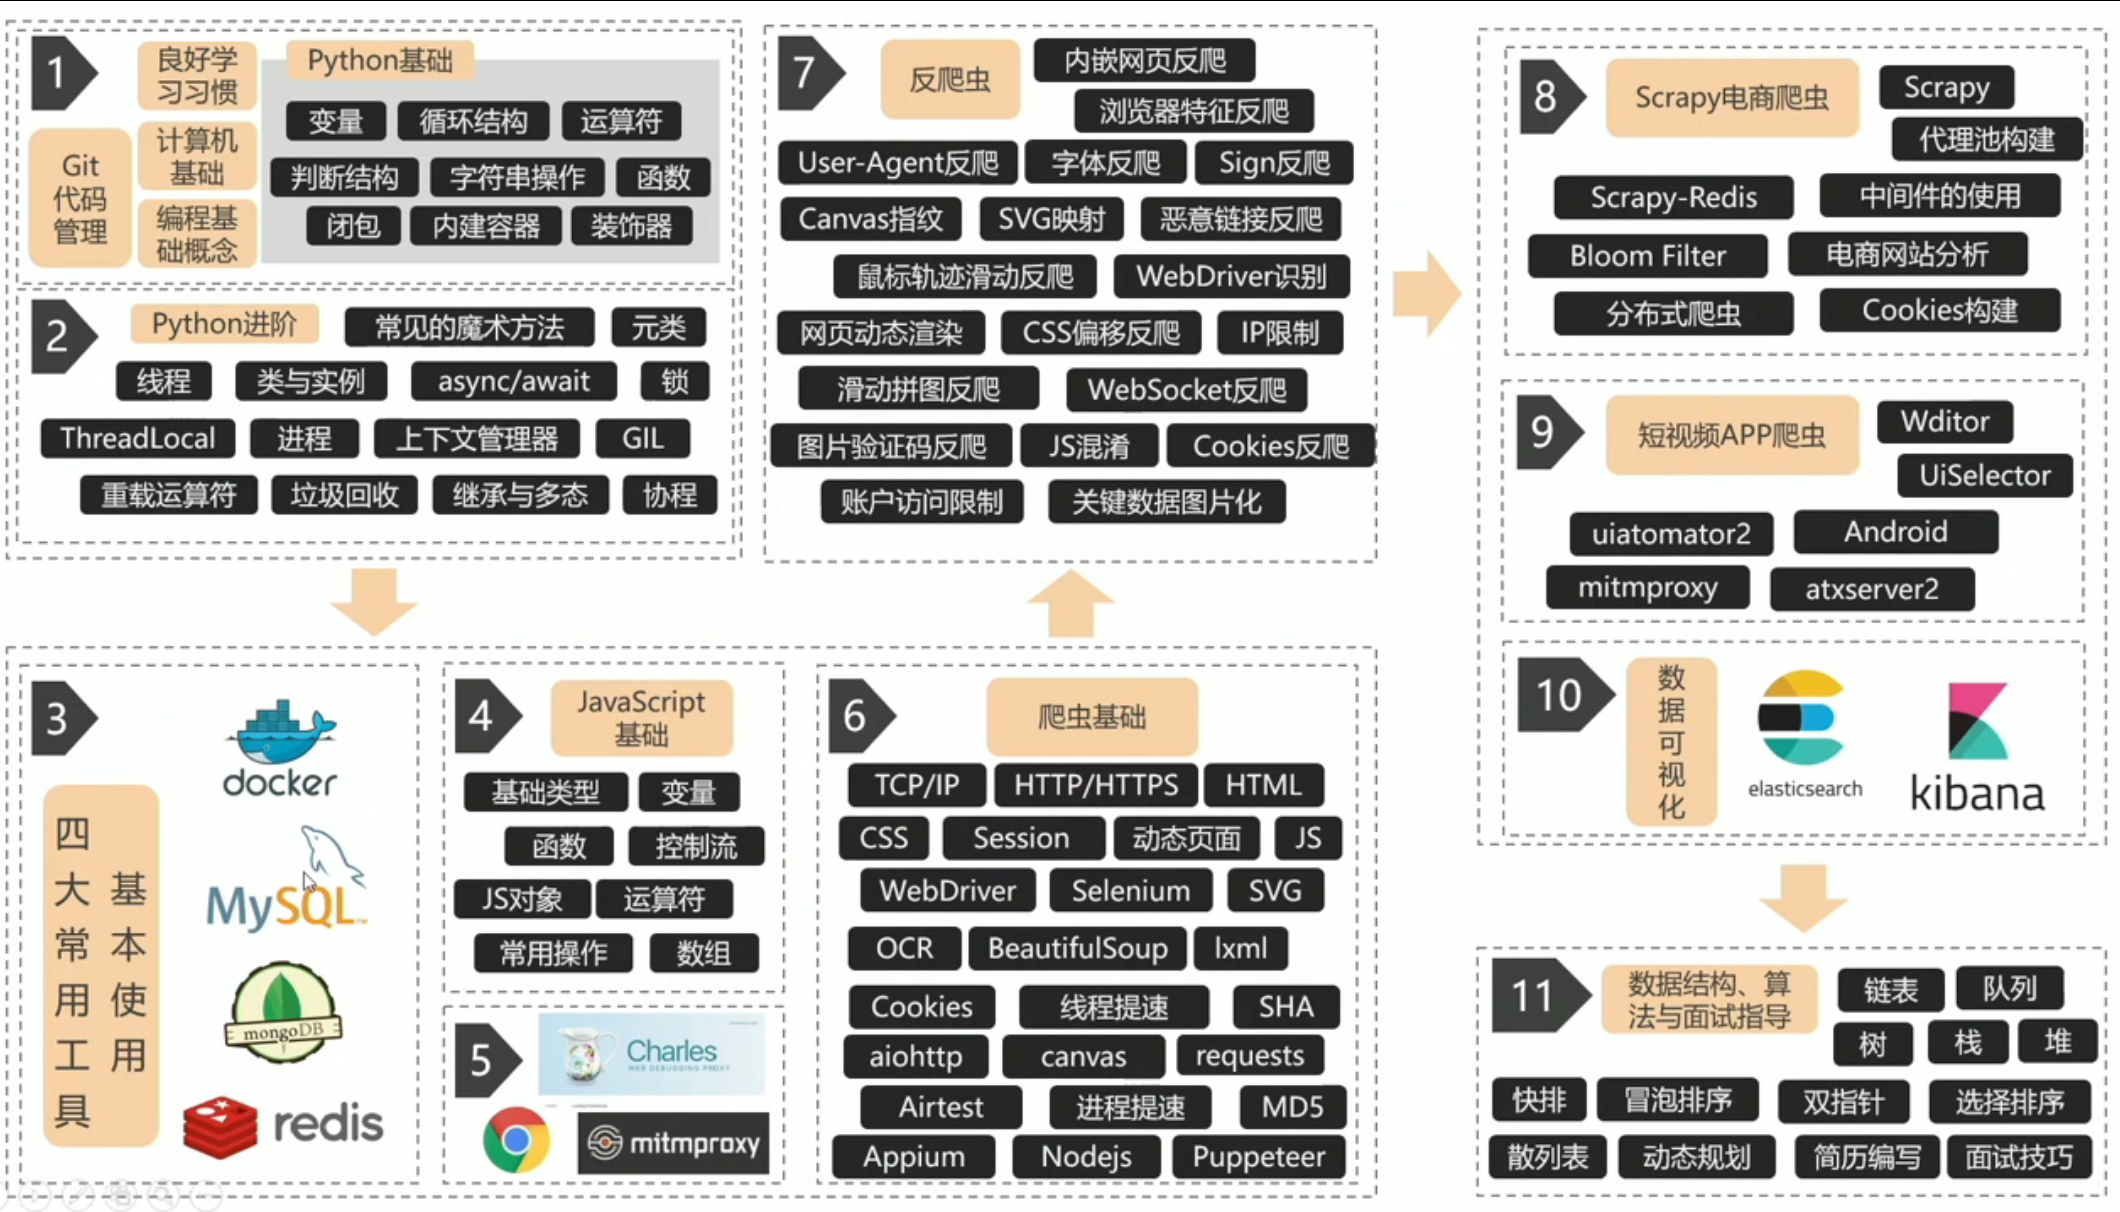 1
良好学
习习惯
Git
代码
管理
计算机
基础
编程基
础概念
Python基础
变量
循环结构
运算符
判断结构
字符串操作
函数
闭包
内建容器
装饰器
2
Python进阶
常见的魔术方法
元类
线程
类与实例
async/await
锁
ThreadLocal
进程
上下文管理器
GIL
重载运算符
垃圾回收
继承与多态
协程
3
四大常用工具
基本使用
docker
MySQL
mongoDB
redis
4
JavaScript
基础
基础类型
变量
函数
控制流
JS对象
运算符
常用操作
数组
5
Charles
WEB DEBUGGING PROXY
mitmproxy
6
爬虫基础
TCP/IP
HTTP/HTTPS
HTML
CSS
Session
动态页面
JS
WebDriver
Selenium
SVG
OCR
BeautifulSoup
lxml
Cookies
线程提速
SHA
aiohttp
canvas
requests
Airtest
进程提速
MD5
Appium
Nodejs
Puppeteer
7
反爬虫
内嵌网页反爬
浏览器特征反爬
User-Agent反爬
字体反爬
Sign反爬
Canvas指纹
SVG映射
恶意链接反爬
鼠标轨迹滑动反爬
WebDriver识别
网页动态渲染
CSS偏移反爬
IP限制
滑动拼图反爬
WebSocket反爬
图片验证码反爬
JS混淆
Cookies反爬
账户访问限制
关键数据图片化
8
Scrapy电商爬虫
Scrapy
代理池构建
Scrapy-Redis
中间件的使用
Bloom Filter
电商网站分析
分布式爬虫
Cookies构建
9
短视频APP爬虫
Wditor
UiSelector
uiatomator2
Android
mitmproxy
atxserver2
10
数据可视化
elasticsearch
kibana
11
数据结构、算
法与面试指导
链表
队列
树
栈
堆
快排
冒泡排序
双指针
选择排序
散列表
动态规划
简历编写
面试技巧